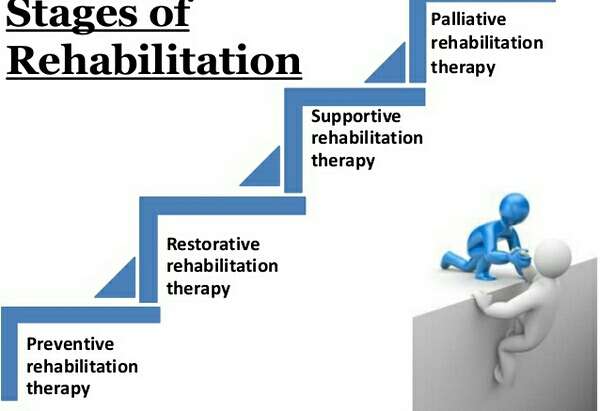 Stages of
Rehabilitation
Palliative
rehabilitation
therapy
Supportive
rehabilitation
therapy
Restorative
rehabilitation
therapy
Preventive
rehabilitation
therapy